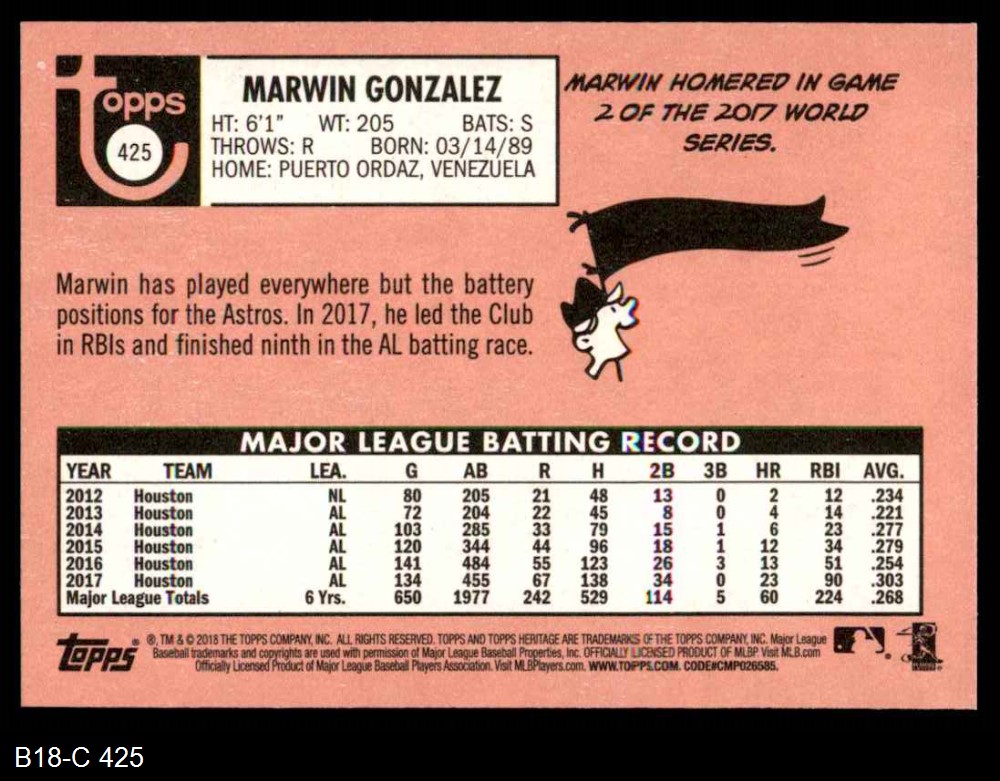 Topps
425
MARWIN GONZALEZ
HT: 6'1" WT: 205 BATS: S
THROWS: R BORN: 03/14/89
HOME: PUERTO ORDAZ, VENEZUELA
MARWIN HOMERED IN GAME
2 OF THE 2017 WORLD
SERIES.
Marwin has played everywhere but the battery
positions for the Astros. In 2017, he led the Club
in RBIs and finished ninth in the AL batting race.
MAJOR LEAGUE BATTING RECORD
YEAR TEAM LEA. G AB R H 2B 3B HR RBI AVG.
2012 Houston NL 80 205 21 48 13 0 2 12 .234
2013 Houston AL 72 204 22 45 8 0 4 14 .221
2014 Houston AL 103 285 33 79 15 1 6 23 .277
2015 Houston AL 120 344 44 96 18 1 12 34 .279
2016 Houston AL 141 484 55 123 26 3 13 51 .254
2017 Houston AL 134 455 67 138 34 0 23 90 .303
Major League Totals 6 Yrs. 650 1977 242 529 114 5 60 224 .268
Topps ® ®, TM & © 2018 THE TOPPS COMPANY, INC. ALL RIGHTS RESERVED. TOPPS AND TOPPS HERITAGE ARE TRADEMARKS OF THE TOPPS COMPANY, INC. Major League
Baseball trademarks and copyrights are used with permission of Major League Baseball Properties, Inc. OFFICIALLY LICENSED PRODUCT OF MLBP. Visit MLB.com
Officially Licensed Product of Major League Baseball Players Association. Visit MLBPlayers.com. WWW.TOPPS.COM. CODE#CMP026585.
B18-C 425